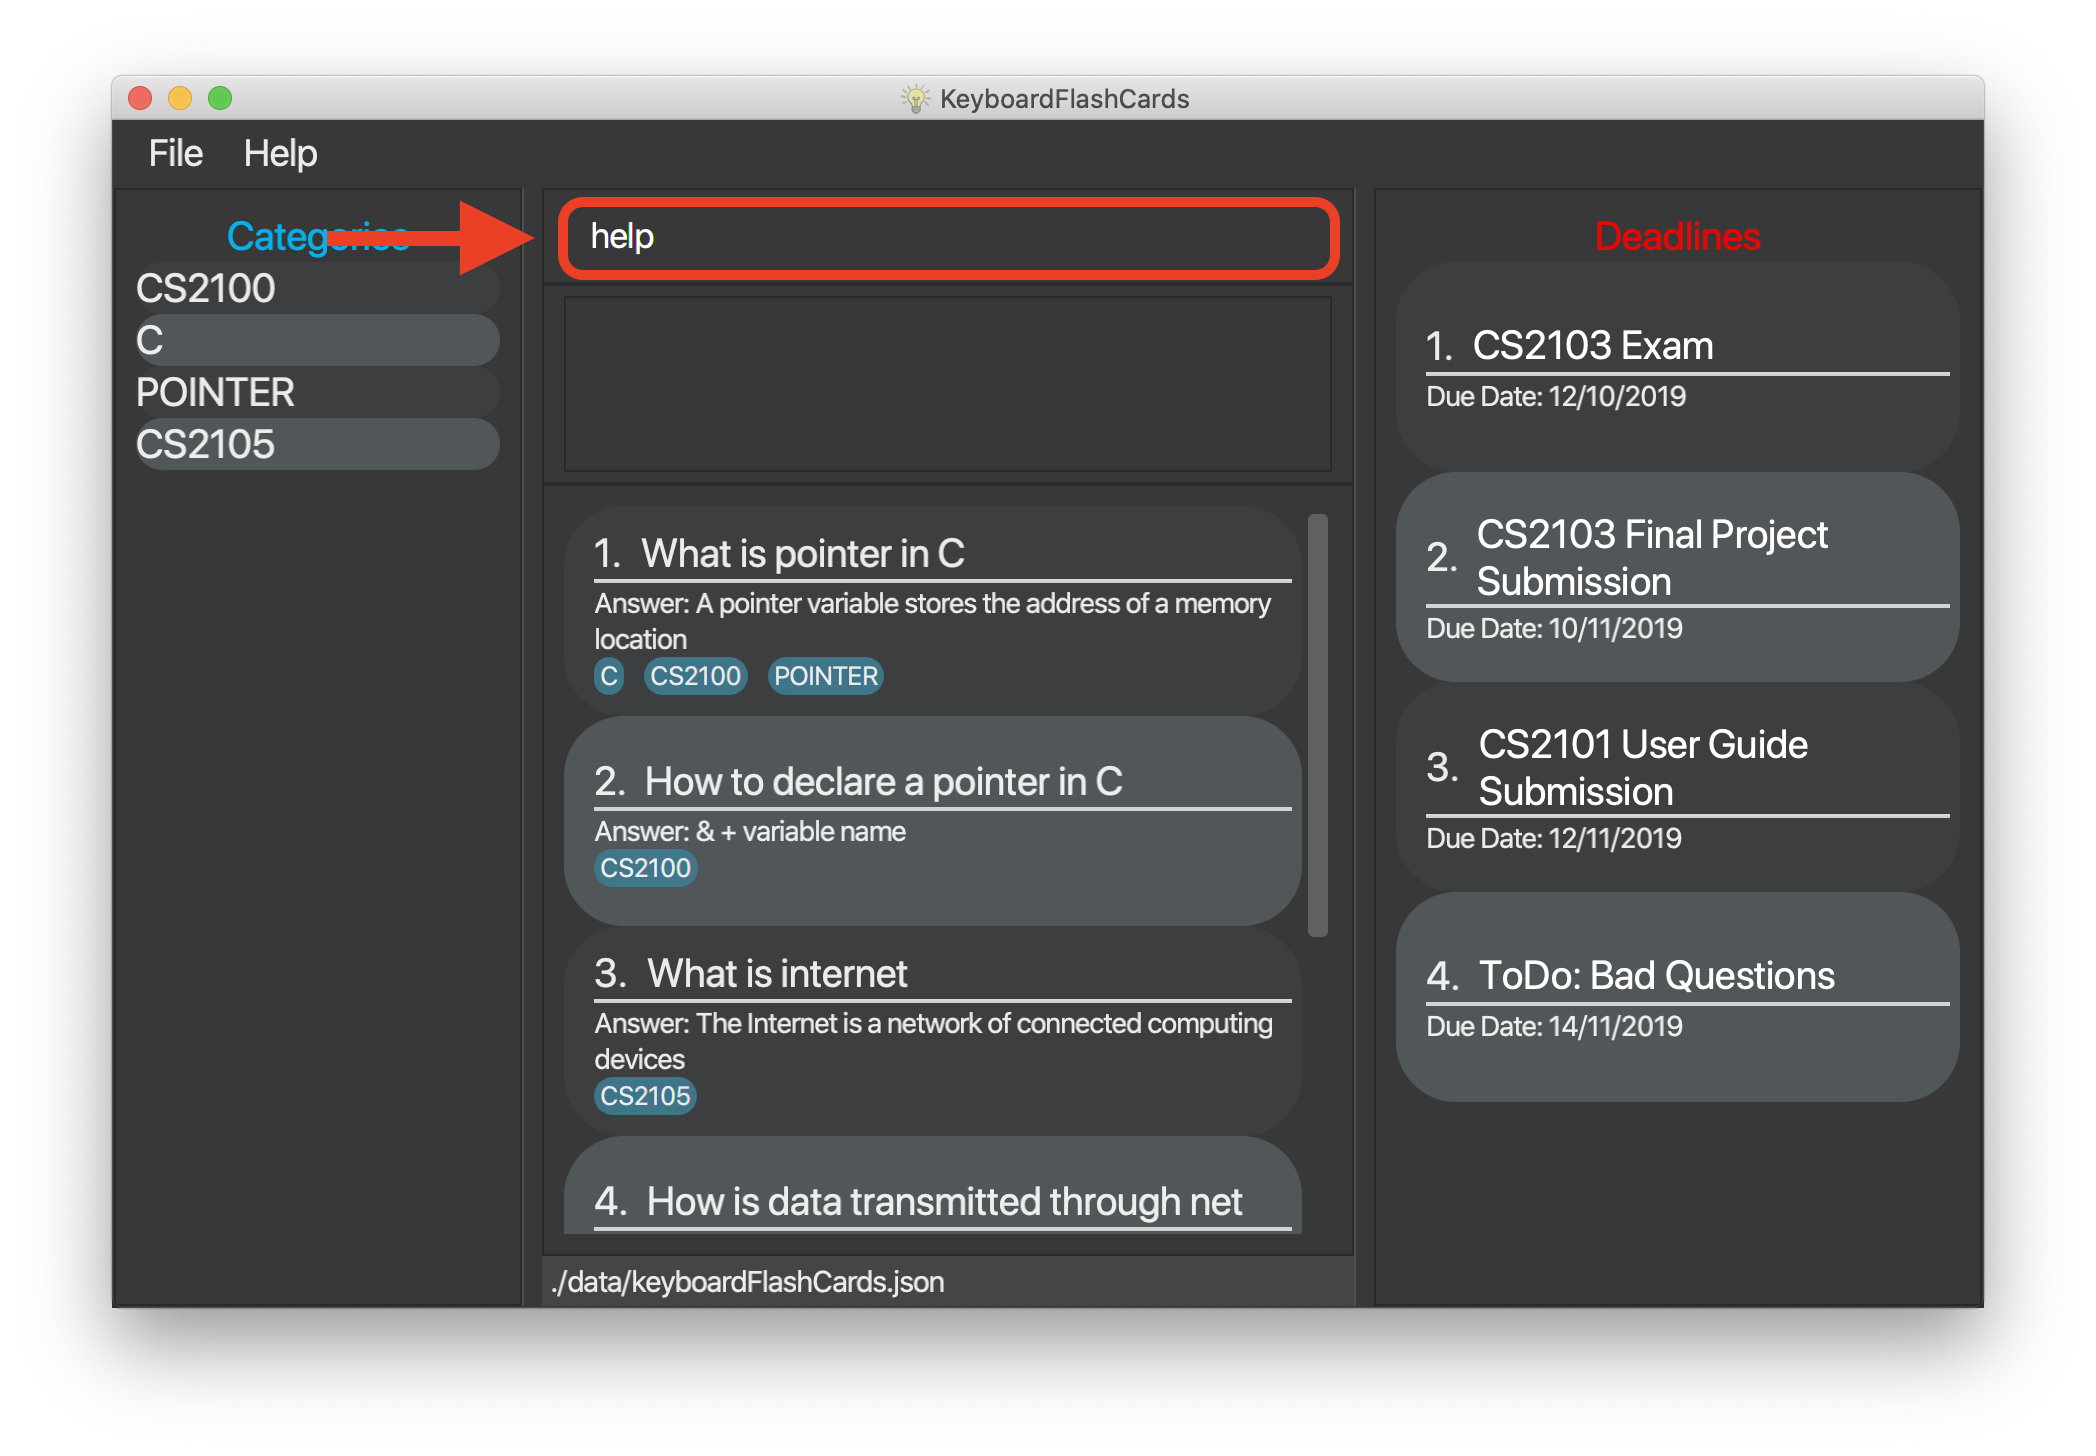 KeyboardFlashCards
File Help
Categories
CS2100
C
POINTER
CS2105
help
1. What is pointer in C
Answer: A pointer variable stores the address of a memory
location
C CS2100 POINTER
2. How to declare a pointer in C
Answer: & + variable name
CS2100
3. What is internet
Answer: The Internet is a network of connected computing
devices
CS2105
4. How is data transmitted through net
./data/keyboardFlashCards.json
Deadlines
1. CS2103 Exam
Due Date: 12/10/2019
2. CS2103 Final Project
Submission
Due Date: 10/11/2019
3. CS2101 User Guide
Submission
Due Date: 12/11/2019
4. ToDo: Bad Questions
Due Date: 14/11/2019